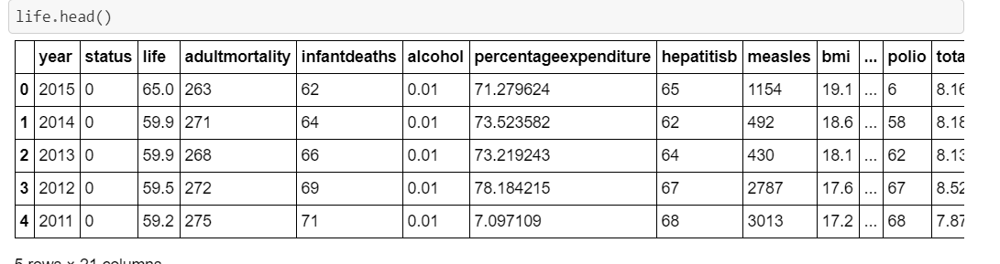 life.head()
year status life adultmortality infantdeaths alcohol percentageexpenditure hepatitisb measles bmi ... polio tota
0 2015 0 65.0 263 62 0.01 71.279624 65 1154 19.1 ... 6 8.16
1 2014 0 59.9 271 64 0.01 73.523582 62 492 18.6 ... 58 8.18
2 2013 0 59.9 268 66 0.01 73.219243 64 430 18.1 ... 62 8.13
3 2012 0 59.5 272 69 0.01 78.184215 67 2787 17.6 ... 67 8.52
4 2011 0 59.2 275 71 0.01 7.097109 68 3013 17.2 ... 68 7.87
5 rows × 21 columns